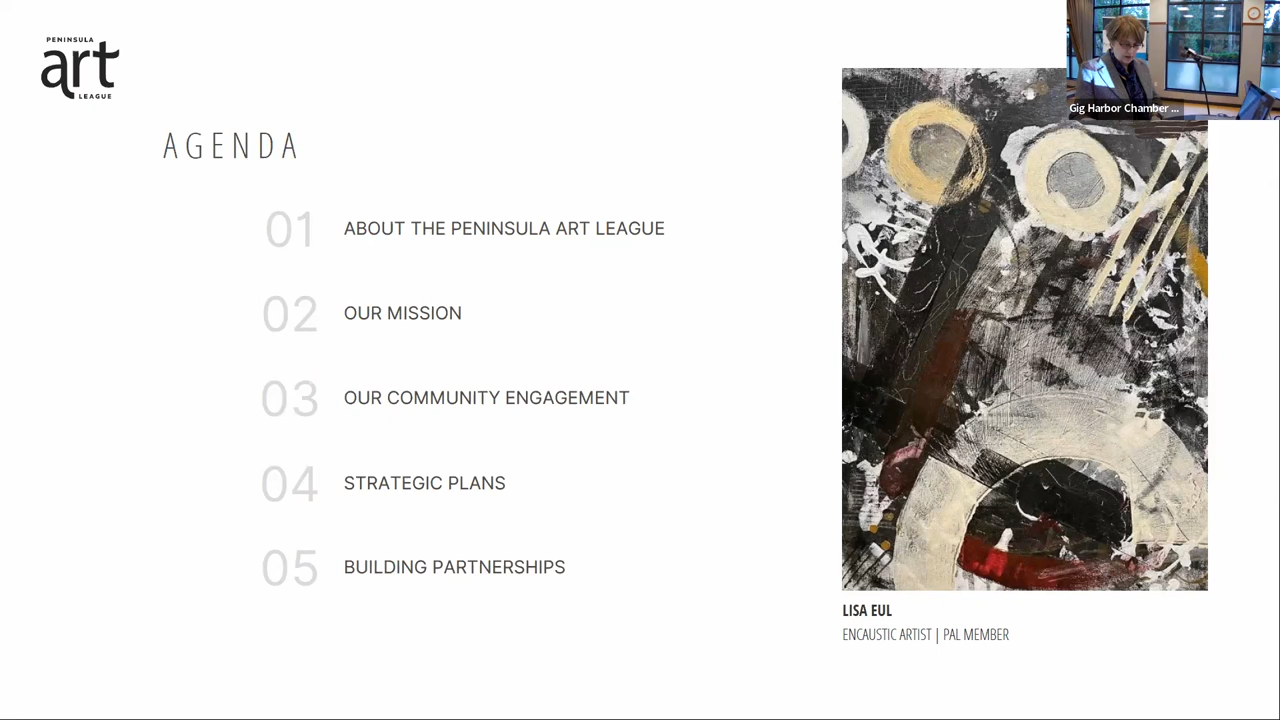 PENINSULA
art
LEAGUE
Gig Harbor Chamber ...
AGENDA
01 ABOUT THE PENINSULA ART LEAGUE
02 OUR MISSION
03 OUR COMMUNITY ENGAGEMENT
04 STRATEGIC PLANS
05 BUILDING PARTNERSHIPS
LISA EUL
ENCAUSTIC ARTIST | PAL MEMBER